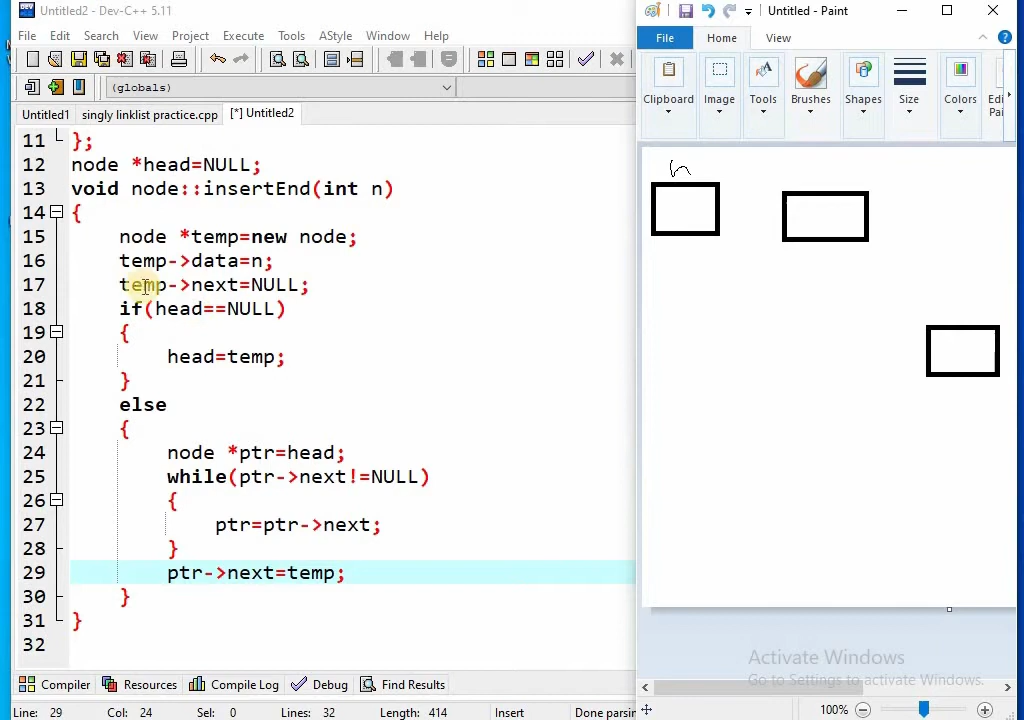 Untitled2 - Dev-C++ 5.11
File Edit Search View Project Execute Tools AStyle Window Help
(globals)
Untitled1 singly linklist practice.cpp [*] Untitled2
11 };
12 node *head=NULL;
13 void node::insertEnd(int n)
14 {
15 node *temp=new node;
16 temp->data=n;
17 temp->next=NULL;
18 if(head==NULL)
19 {
20 head=temp;
21 }
22 else
23 {
24 node *ptr=head;
25 while(ptr->next!=NULL)
26 {
27 ptr=ptr->next;
28 }
29 ptr->next=temp;
30 }
31 }
32
Compiler Resources Compile Log Debug Find Results
Line: 29 Col: 24 Sel: 0 Lines: 32 Length: 414 Insert Done parsin
Untitled - Paint
File Home View
Clipboard Image Tools Brushes Shapes Size Colors Edi
Pai
h
Activate Windows
Go to Settings to activate Windows.
100%